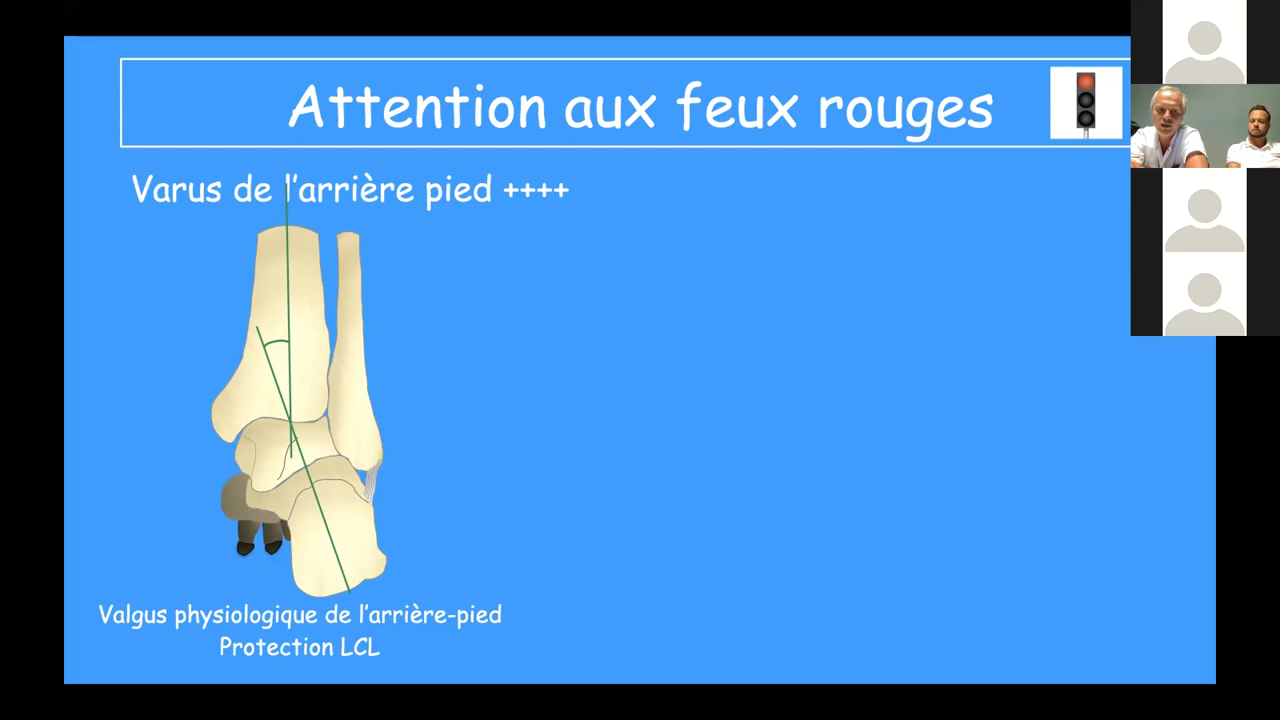 Attention aux feux rouges
Varus de l'arrière pied ++++
Valgus physiologique de l'arrière-pied
Protection LCL